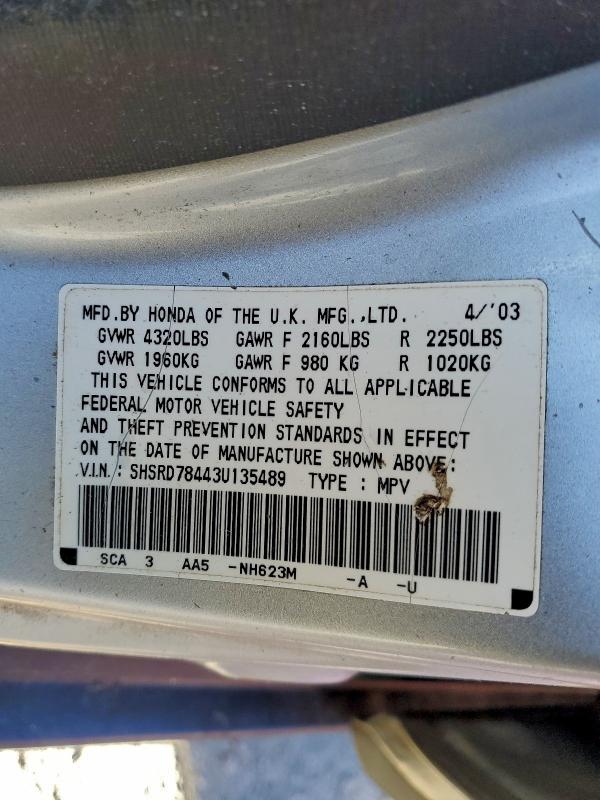 MFD.BY HONDA OF THE U.K. MFG.,LTD. 4/'03
GVWR 4320LBS GAWR F 2160LBS R 2250LBS
GVWR 1960KG GAWR F 980 KG R 1020KG
THIS VEHICLE CONFORMS TO ALL APPLICABLE
FEDERAL MOTOR VEHICLE SAFETY
AND THEFT PREVENTION STANDARDS IN EFFECT
ON THE DATE OF MANUFACTURE SHOWN ABOVE:
V.I.N.: SHSRD78443U135489 TYPE : MPV
SCA 3 AA5 -NH623M -A -U